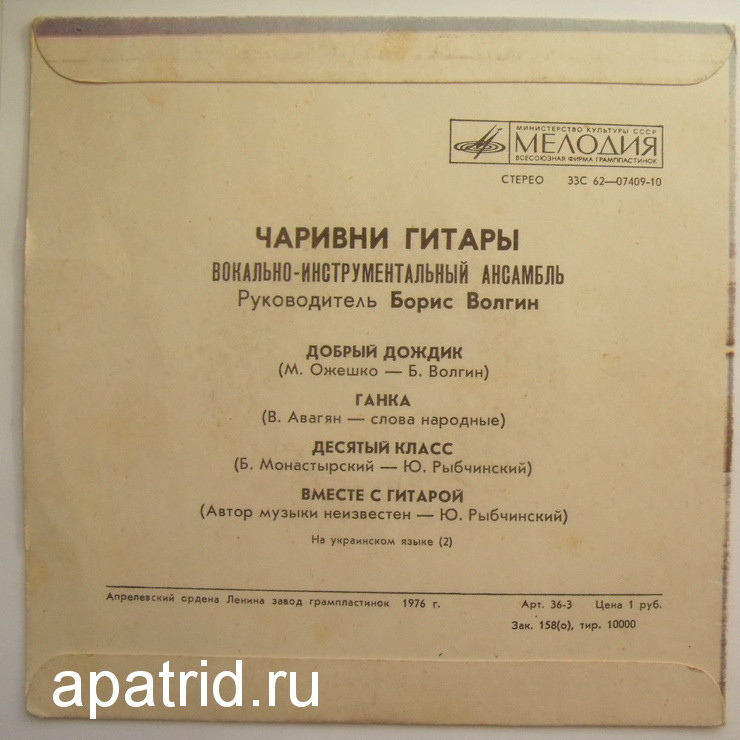 МИНИСТЕРСТВО КУЛЬТУРЫ СССР
МЕЛОДИЯ
ВСЕСОЮЗНАЯ ФИРМА ГРАМПЛАСТИНОК
СТЕРЕО 33С 62—07409-10
ЧАРИВНИ ГИТАРЫ
ВОКАЛЬНО-ИНСТРУМЕНТАЛЬНЫЙ АНСАМБЛЬ
Руководитель Борис Волгин
ДОБРЫЙ ДОЖДИК
(М. Ожешко — Б. Волгин)
ГАНКА
(В. Авагян — слова народные)
ДЕСЯТЫЙ КЛАСС
(Б. Монастырский — Ю. Рыбчинский)
ВМЕСТЕ С ГИТАРОЙ
(Автор музыки неизвестен — Ю. Рыбчинский)
На украинском языке (2)
Апрелевский ордена Ленина завод грампластинок 1976 г. Арт. 36-3 Цена 1 руб.
Зак. 158(о), тир. 10000
apatrid.ru